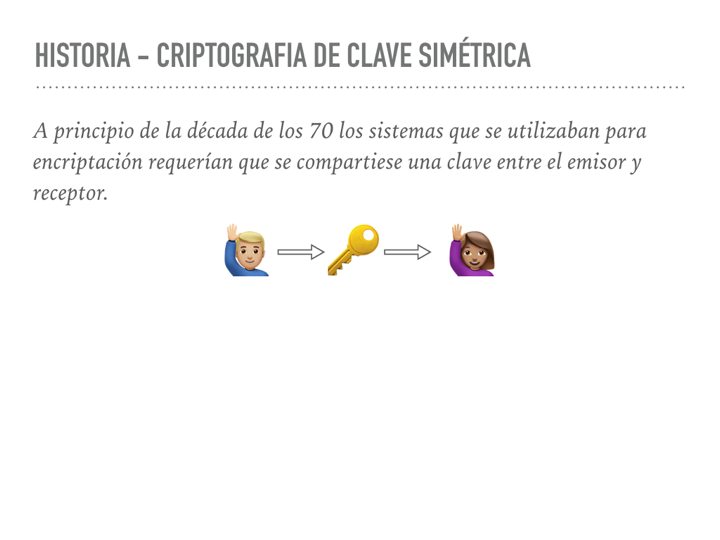 HISTORIA – CRIPTOGRAFIA DE CLAVE SIMÉTRICA
A principio de la década de los 70 los sistemas que se utilizaban para
encriptación requerían que se compartiese una clave entre el emisor y
receptor.